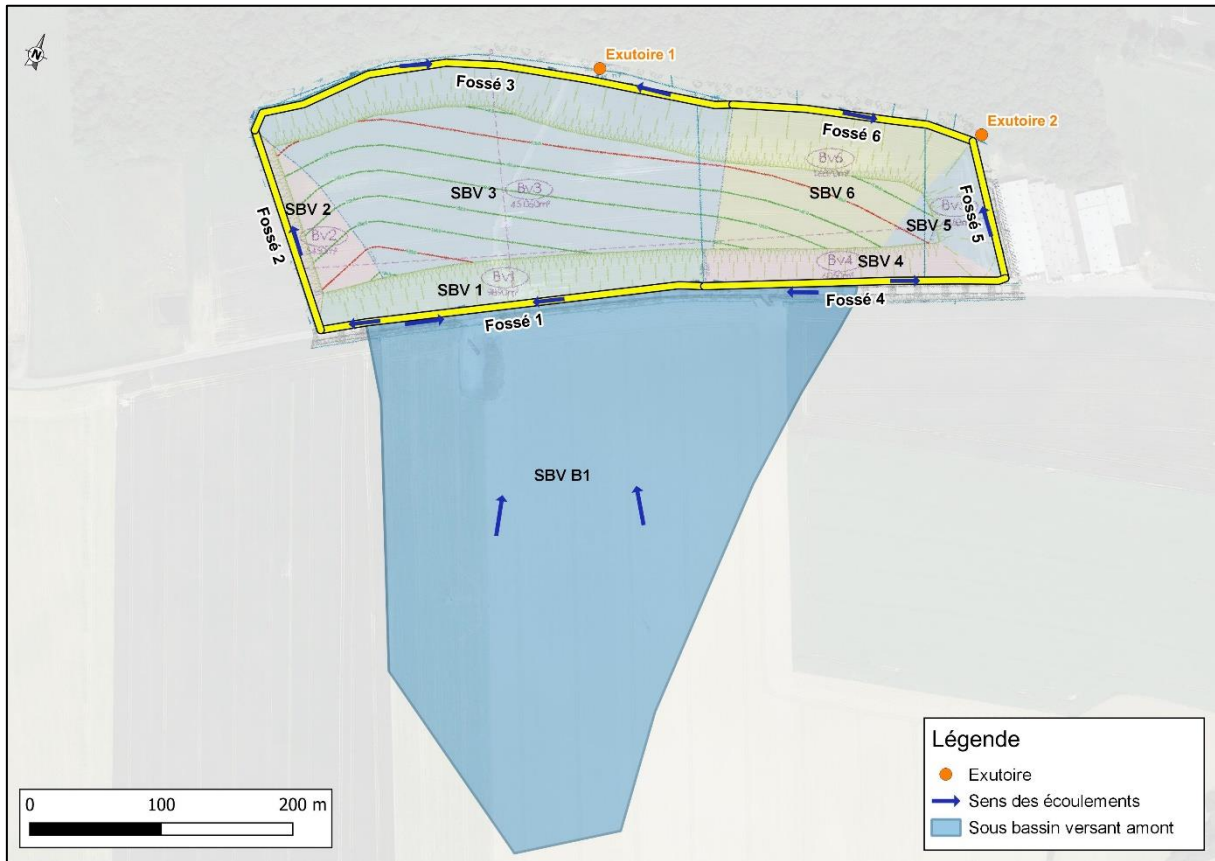 N
Exutoire 1
Fossé 3
Fossé 6
Exutoire 2
SBV 2
SBV 3
Bv3
45060m²
Bv6
SBV 6
SBV 5
Fossé 5
Fossé 2
Bv2
Bv1
SBV 1
Bv4
SBV 4
Fossé 1
Fossé 4
SBV B1
0 100 200 m
Légende
Exutoire
Sens des écoulements
Sous bassin versant amont